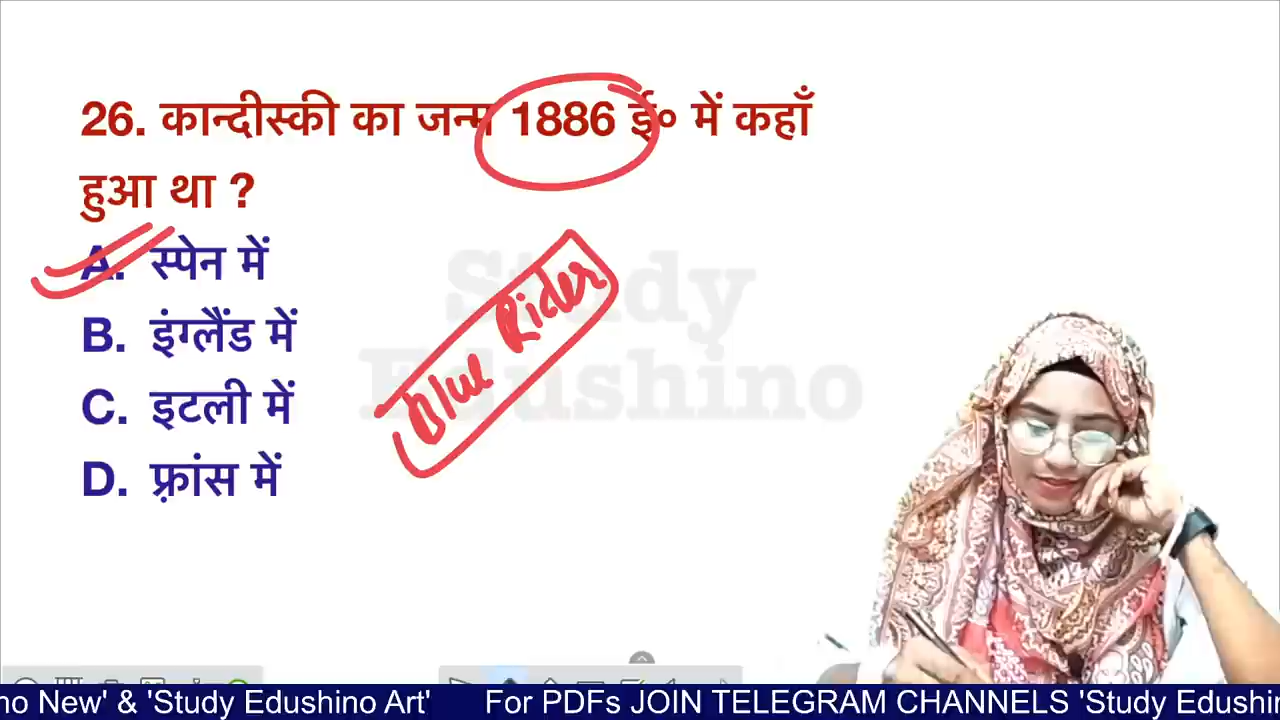 26. कान्दीस्की का जन्म 1886 ई० में कहाँ
हुआ था ?
A. स्पेन में
B. इंग्लैंड में
C. इटली में
D. फ़्रांस में
Blue Rider
Study
Edushino
no New' & 'Study Edushino Art' For PDFs JOIN TELEGRAM CHANNELS 'Study Edushi